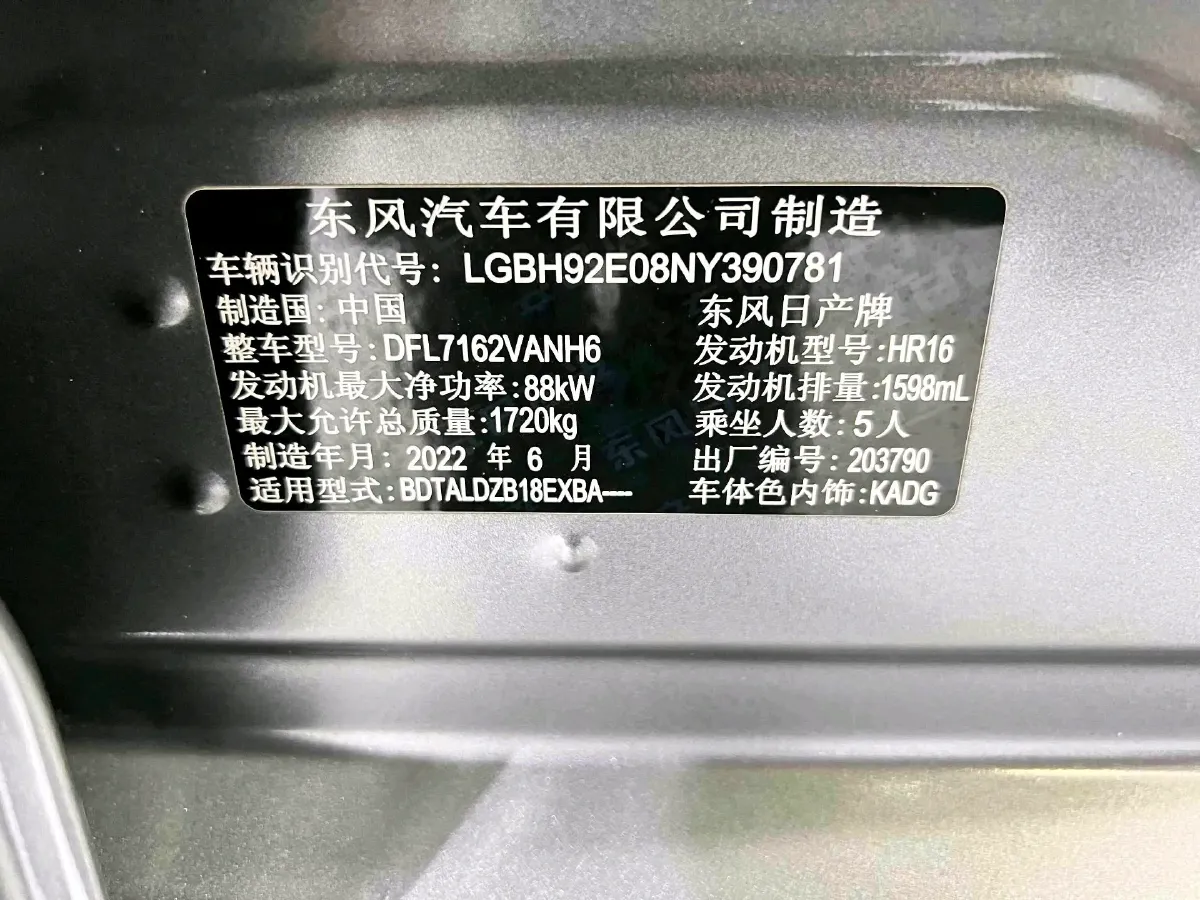 东风汽车有限公司制造
车辆识别代号: LGBH92E08NY390781
制造国:中国 东风日产牌
整车型号:DFL7162VANH6 发动机型号:HR16
发动机最大净功率:88kW 发动机排量:1598mL
最大允许总质量:1720kg 乘坐人数:5人
制造年月: 2022 年 6 月 出厂编号:203790
适用型式:BDTALDZB18EXBA---- 车体色内饰:KADG